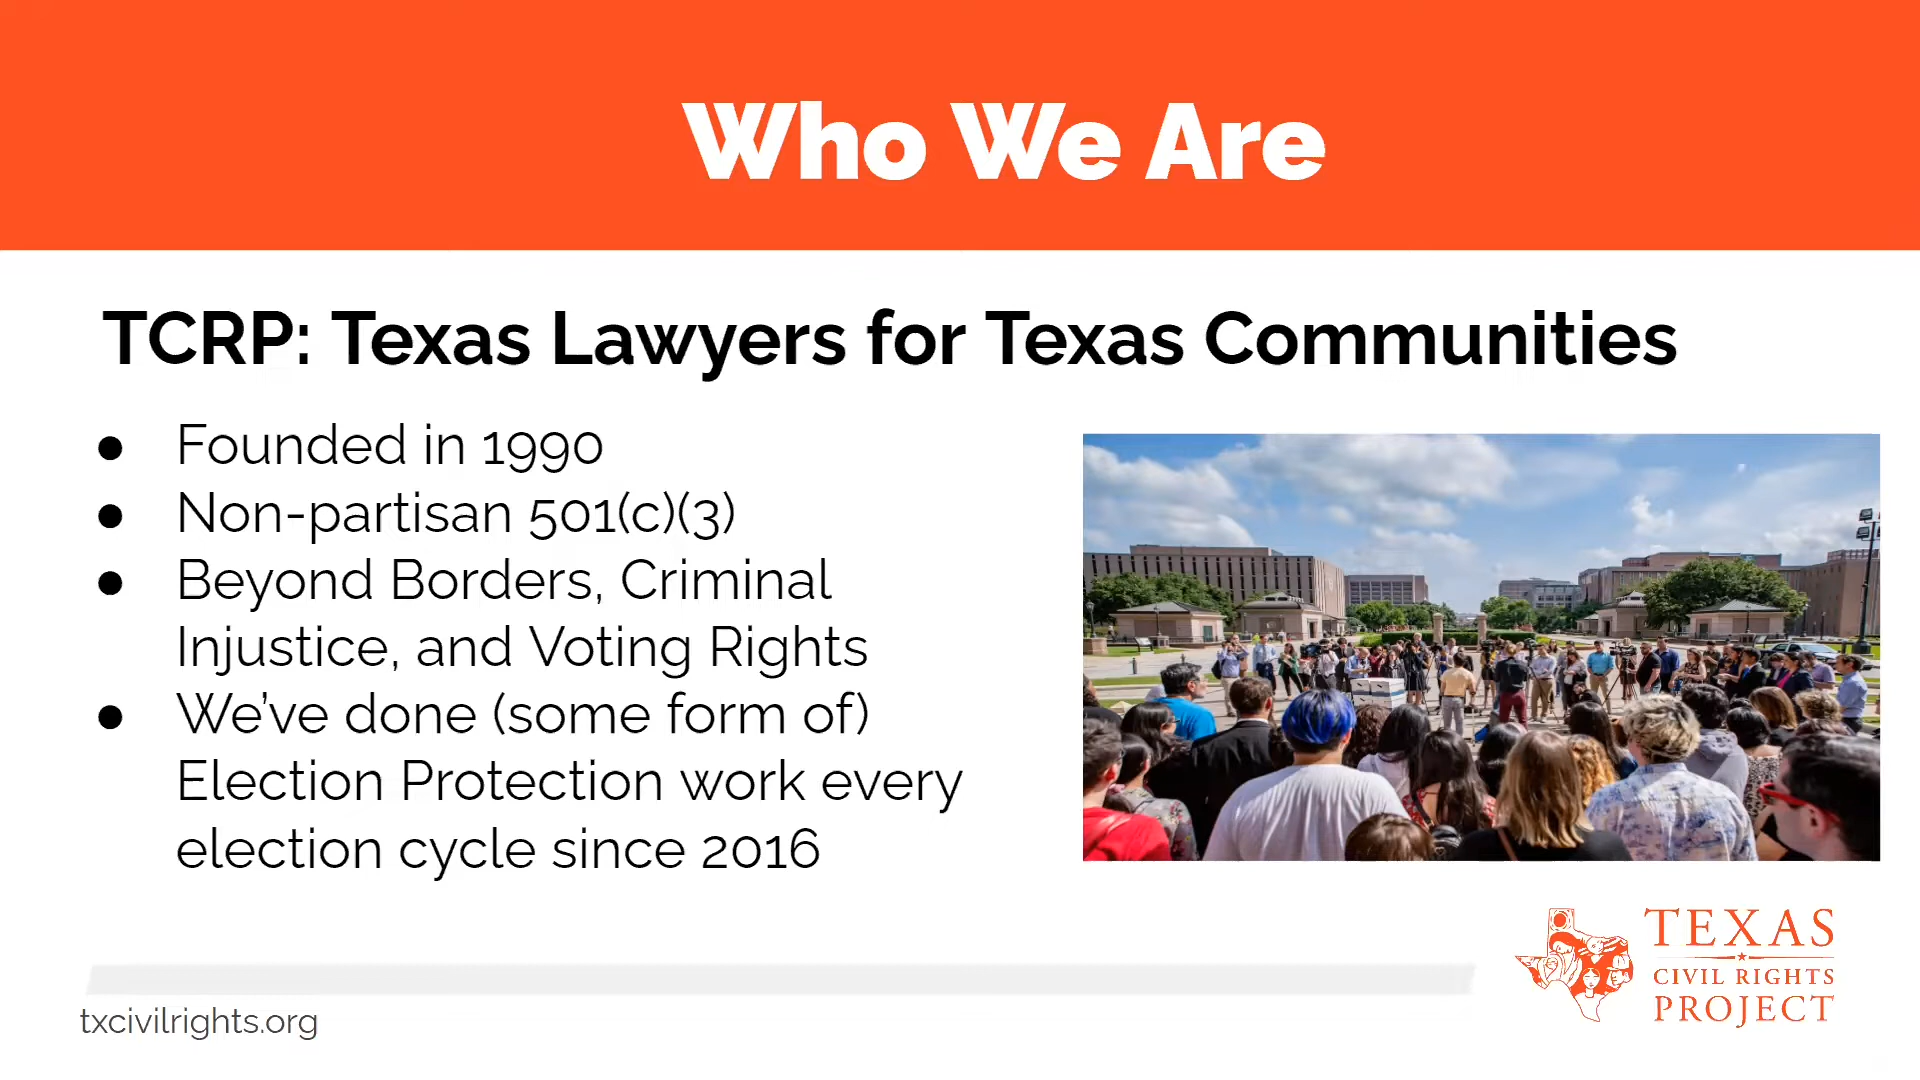 Who We Are
TCRP: Texas Lawyers for Texas Communities
● Founded in 1990
● Non-partisan 501(c)(3)
● Beyond Borders, Criminal
Injustice, and Voting Rights
● We’ve done (some form of)
Election Protection work every
election cycle since 2016
TEXAS
CIVIL RIGHTS
PROJECT
txcivilrights.org